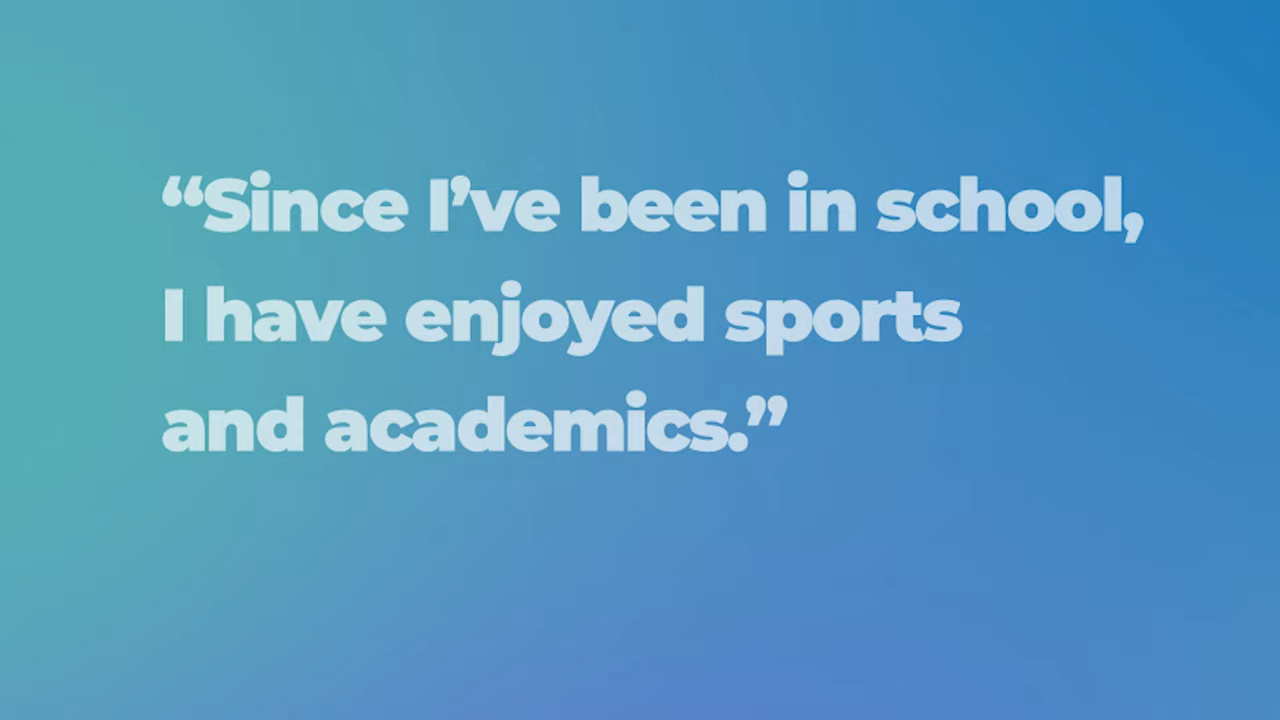 “Since I’ve been in school,
I have enjoyed sports
and academics.”